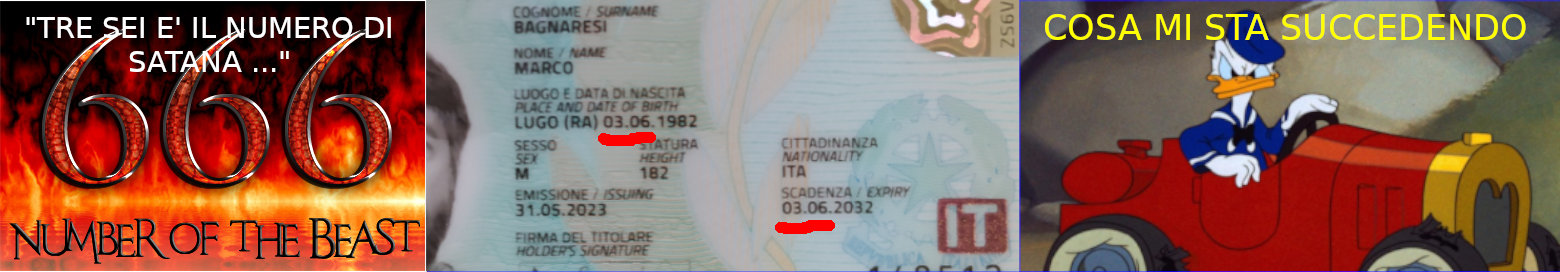 "TRE SEI E' IL NUMERO DI
SATANA ..."
666
NUMBER OF THE BEAST
COGNOME / SURNAME
BAGNARESI
NOME / NAME
MARCO
LUOGO E DATA DI NASCITA
PLACE AND DATE OF BIRTH
LUGO (RA) 03.06.1982
SESSO STATURA
SEX HEIGHT
M 182
EMISSIONE / ISSUING
31.05.2023
FIRMA DEL TITOLARE
HOLDER'S SIGNATURE
CITTADINANZA
NATIONALITY
ITA
SCADENZA / EXPIRY
03.06.2032
IT
COSA MI STA SUCCEDENDO